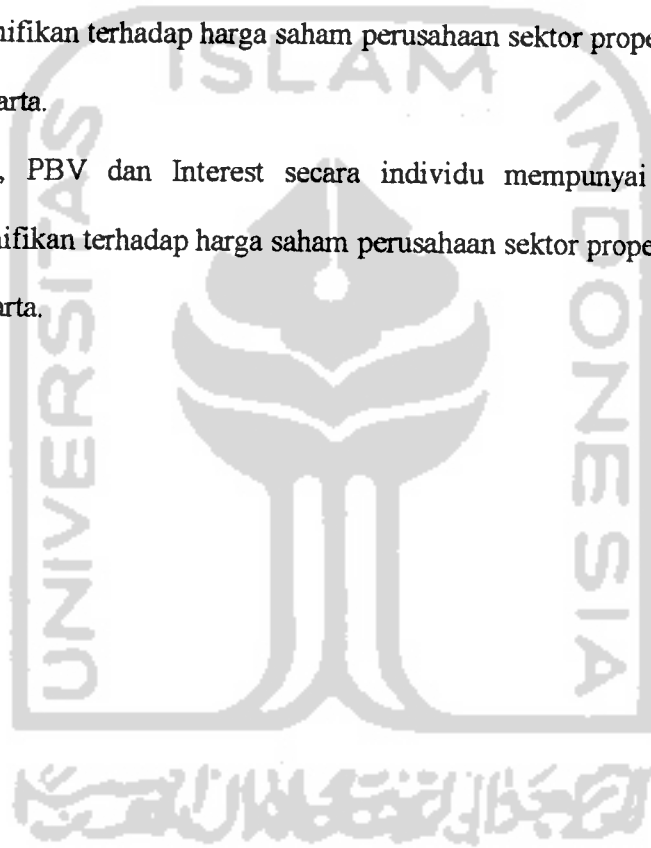 nifikan terhadap harga saham perusahaan sektor prope
arta.
, PBV dan Interest secara individu mempunyai
nifikan terhadap harga saham perusahaan sektor prope
arta.
ISLAM
UNIVERSITAS
INDONESIA